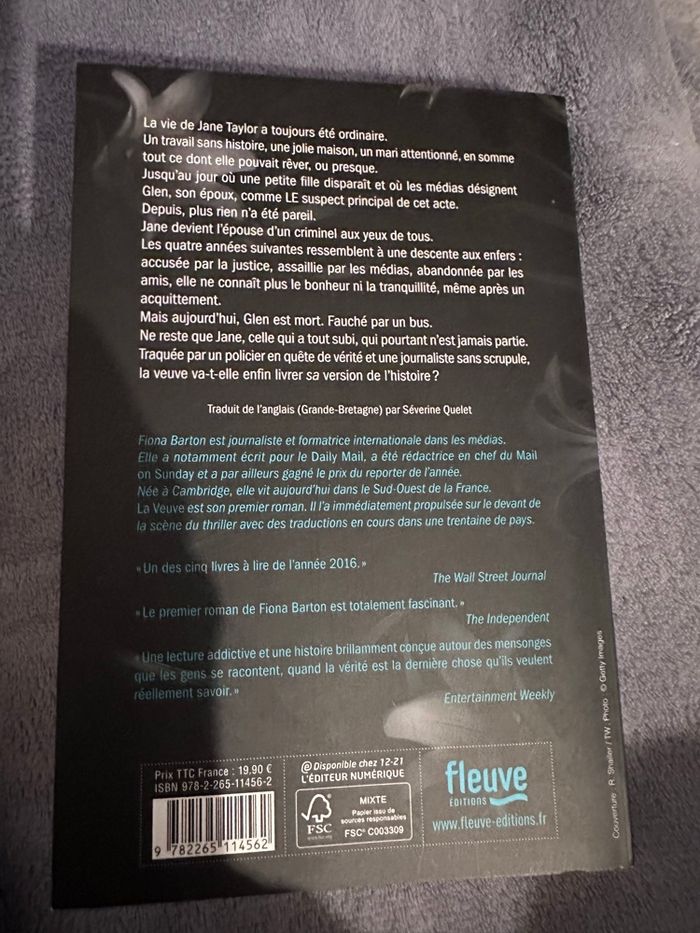 La vie de Jane Taylor a toujours été ordinaire.
Un travail sans histoire, une jolie maison, un mari attentionné, en somme
tout ce dont elle pouvait rêver, ou presque.
Jusqu'au jour où une petite fille disparaît et où les médias désignent
Glen, son époux, comme LE suspect principal de cet acte.
Depuis, plus rien n'a été pareil.
Jane devient l'épouse d'un criminel aux yeux de tous.
Les quatre années suivantes ressemblent à une descente aux enfers :
accusée par la justice, assaillie par les médias, abandonnée par les
amis, elle ne connaît plus le bonheur ni la tranquillité, même après un
acquittement.
Mais aujourd'hui, Glen est mort. Fauché par un bus.
Ne reste que Jane, celle qui a tout subi, qui pourtant n'est jamais partie.
Traquée par un policier en quête de vérité et une journaliste sans scrupule,
la veuve va-t-elle enfin livrer sa version de l'histoire ?
Traduit de l'anglais (Grande-Bretagne) par Séverine Quelet
Fiona Barton est journaliste et formatrice internationale dans les médias.
Elle a notamment écrit pour le Daily Mail, a été rédactrice en chef du Mail
on Sunday et a par ailleurs gagné le prix du reporter de l'année.
Née à Cambridge, elle vit aujourd'hui dans le Sud-Ouest de la France.
La Veuve est son premier roman. Il l'a immédiatement propulsée sur le devant de
la scène du thriller avec des traductions en cours dans une trentaine de pays.
« Un des cinq livres à lire de l'année 2016. »
The Wall Street Journal
« Le premier roman de Fiona Barton est totalement fascinant. »
The Independent
« Une lecture addictive et une histoire brillamment conçue autour des mensonges
que les gens se racontent, quand la vérité est la dernière chose qu'ils veulent
réellement savoir. »
Entertainment Weekly
Prix TTC France : 19,90 €
ISBN 978-2-265-11456-2
9 782265 114562
@ Disponible chez 12-21
L'ÉDITEUR NUMÉRIQUE
FSC
www.fsc.org
MIXTE
Papier issu de
sources responsables
FSC® C003309
fleuve
ÉDITIONS
www.fleuve-editions.fr
Couverture : R. Shailer / TW. Photo : © Getty Images